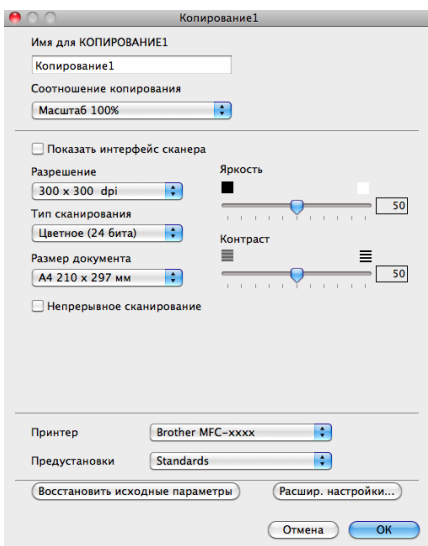 Копирование1
Имя для КОПИРОВАНИЕ1
Копирование1
Соотношение копирования
Масштаб 100%
Показать интерфейс сканера
Разрешение
300 x 300 dpi
Тип сканирования
Цветное (24 бита)
Размер документа
A4 210 x 297 мм
Непрерывное сканирование
Яркость
50
Контраст
50
Принтер
Brother MFC-xxxx
Предустановки
Standards
Восстановить исходные параметры
Расшир. настройки...
Отмена
OK